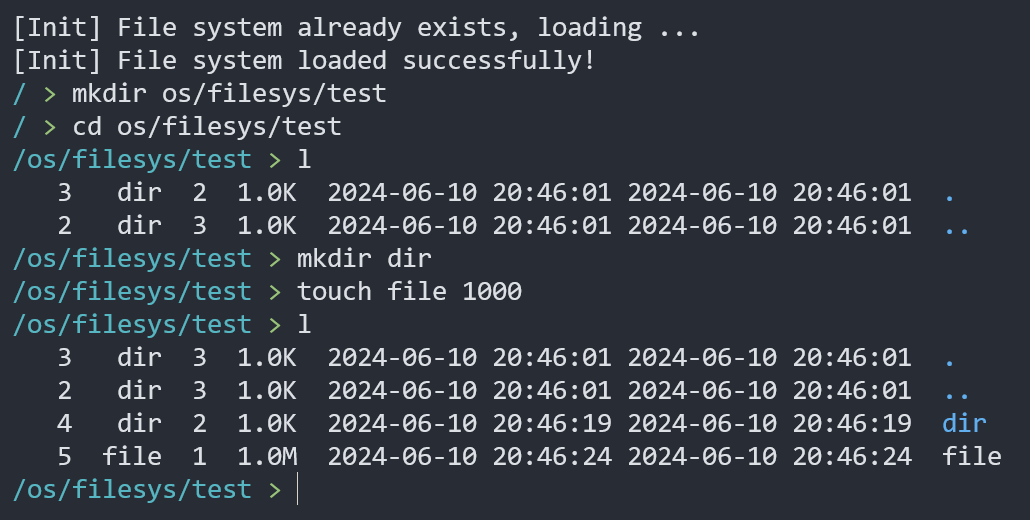 [Init] File system already exists, loading ...
[Init] File system loaded successfully!
/ > mkdir os/filesys/test
/ > cd os/filesys/test
/os/filesys/test > l
   3   dir  2  1.0K  2024-06-10 20:46:01 2024-06-10 20:46:01  .
   2   dir  3  1.0K  2024-06-10 20:46:01 2024-06-10 20:46:01  ..
/os/filesys/test > mkdir dir
/os/filesys/test > touch file 1000
/os/filesys/test > l
   3   dir  3  1.0K  2024-06-10 20:46:01 2024-06-10 20:46:01  .
   2   dir  3  1.0K  2024-06-10 20:46:01 2024-06-10 20:46:01  ..
   4   dir  2  1.0K  2024-06-10 20:46:19 2024-06-10 20:46:19  dir
   5  file  1  1.0M  2024-06-10 20:46:24 2024-06-10 20:46:24  file
/os/filesys/test >